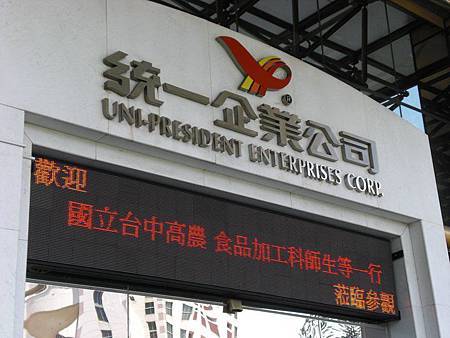 ®
統一企業公司
UNI-PRESIDENT ENTERPRISES CORP.
歡迎
國立台中高農 食品加工科師生等一行
蒞臨參觀